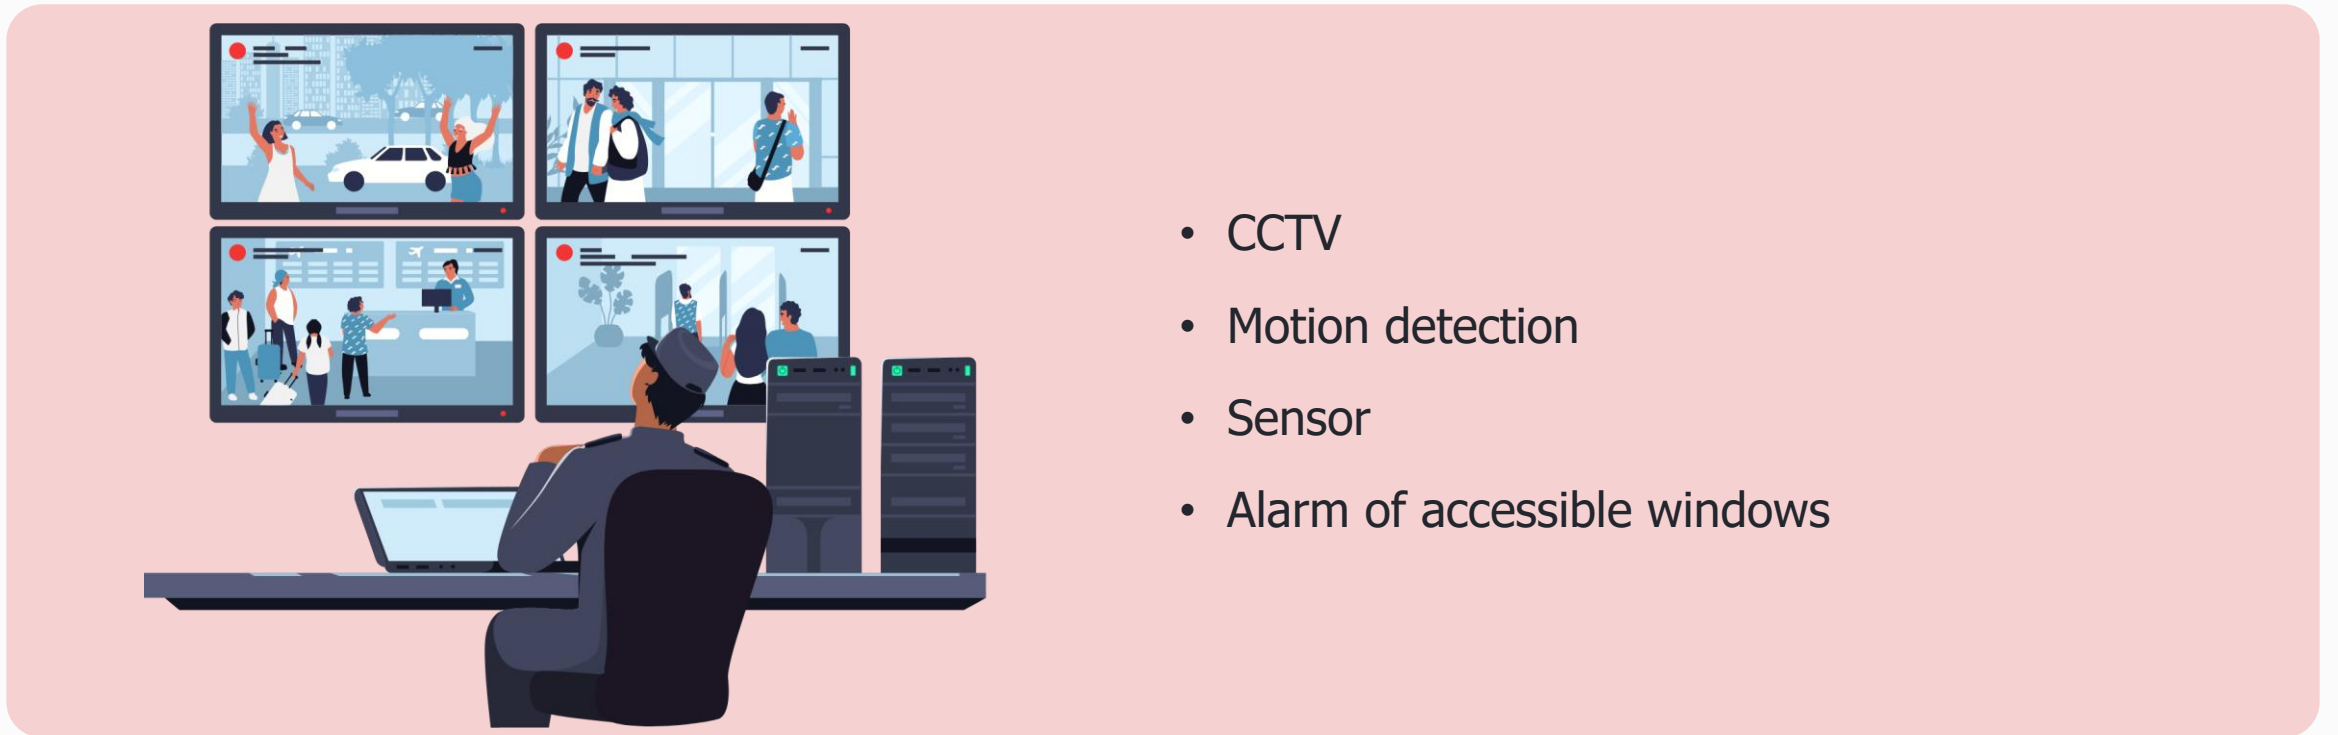 • CCTV
• Motion detection
• Sensor
• Alarm of accessible windows